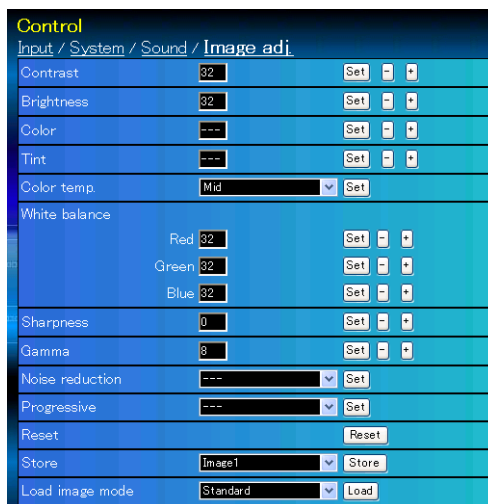 Control
Input / System / Sound / Image adj.
Contrast 32 Set - +
Brightness 32 Set - +
Color --- Set - +
Tint --- Set - +
Color temp. Mid Set
White balance
Red 32 Set - +
Green 32 Set - +
Blue 32 Set - +
Sharpness 0 Set - +
Gamma 8 Set - +
Noise reduction --- Set
Progressive --- Set
Reset Reset
Store Image1 Store
Load image mode Standard Load